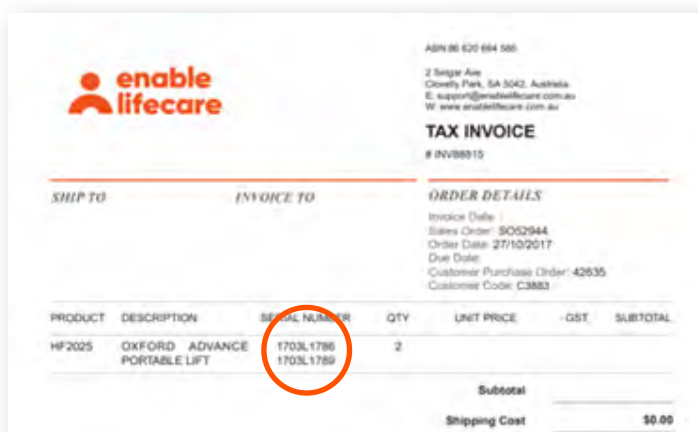 enable
lifecare
ABN 86 620 664 566
2 Selgar Ave
Clovelly Park, SA 5042, Australia
E. support@enablelifecare.com.au
W. www.enablelifecare.com.au
TAX INVOICE
# INV88815
SHIP TO
INVOICE TO
ORDER DETAILS
Invoice Date:
Sales Order: SO52944
Order Date: 27/10/2017
Due Date:
Customer Purchase Order: 42635
Customer Code: C3883
PRODUCT DESCRIPTION SERIAL NUMBER QTY UNIT PRICE GST SUBTOTAL
HF2025 OXFORD ADVANCE 1703L1786 2
PORTABLE LIFT 1703L1789
Subtotal
Shipping Cost $0.00